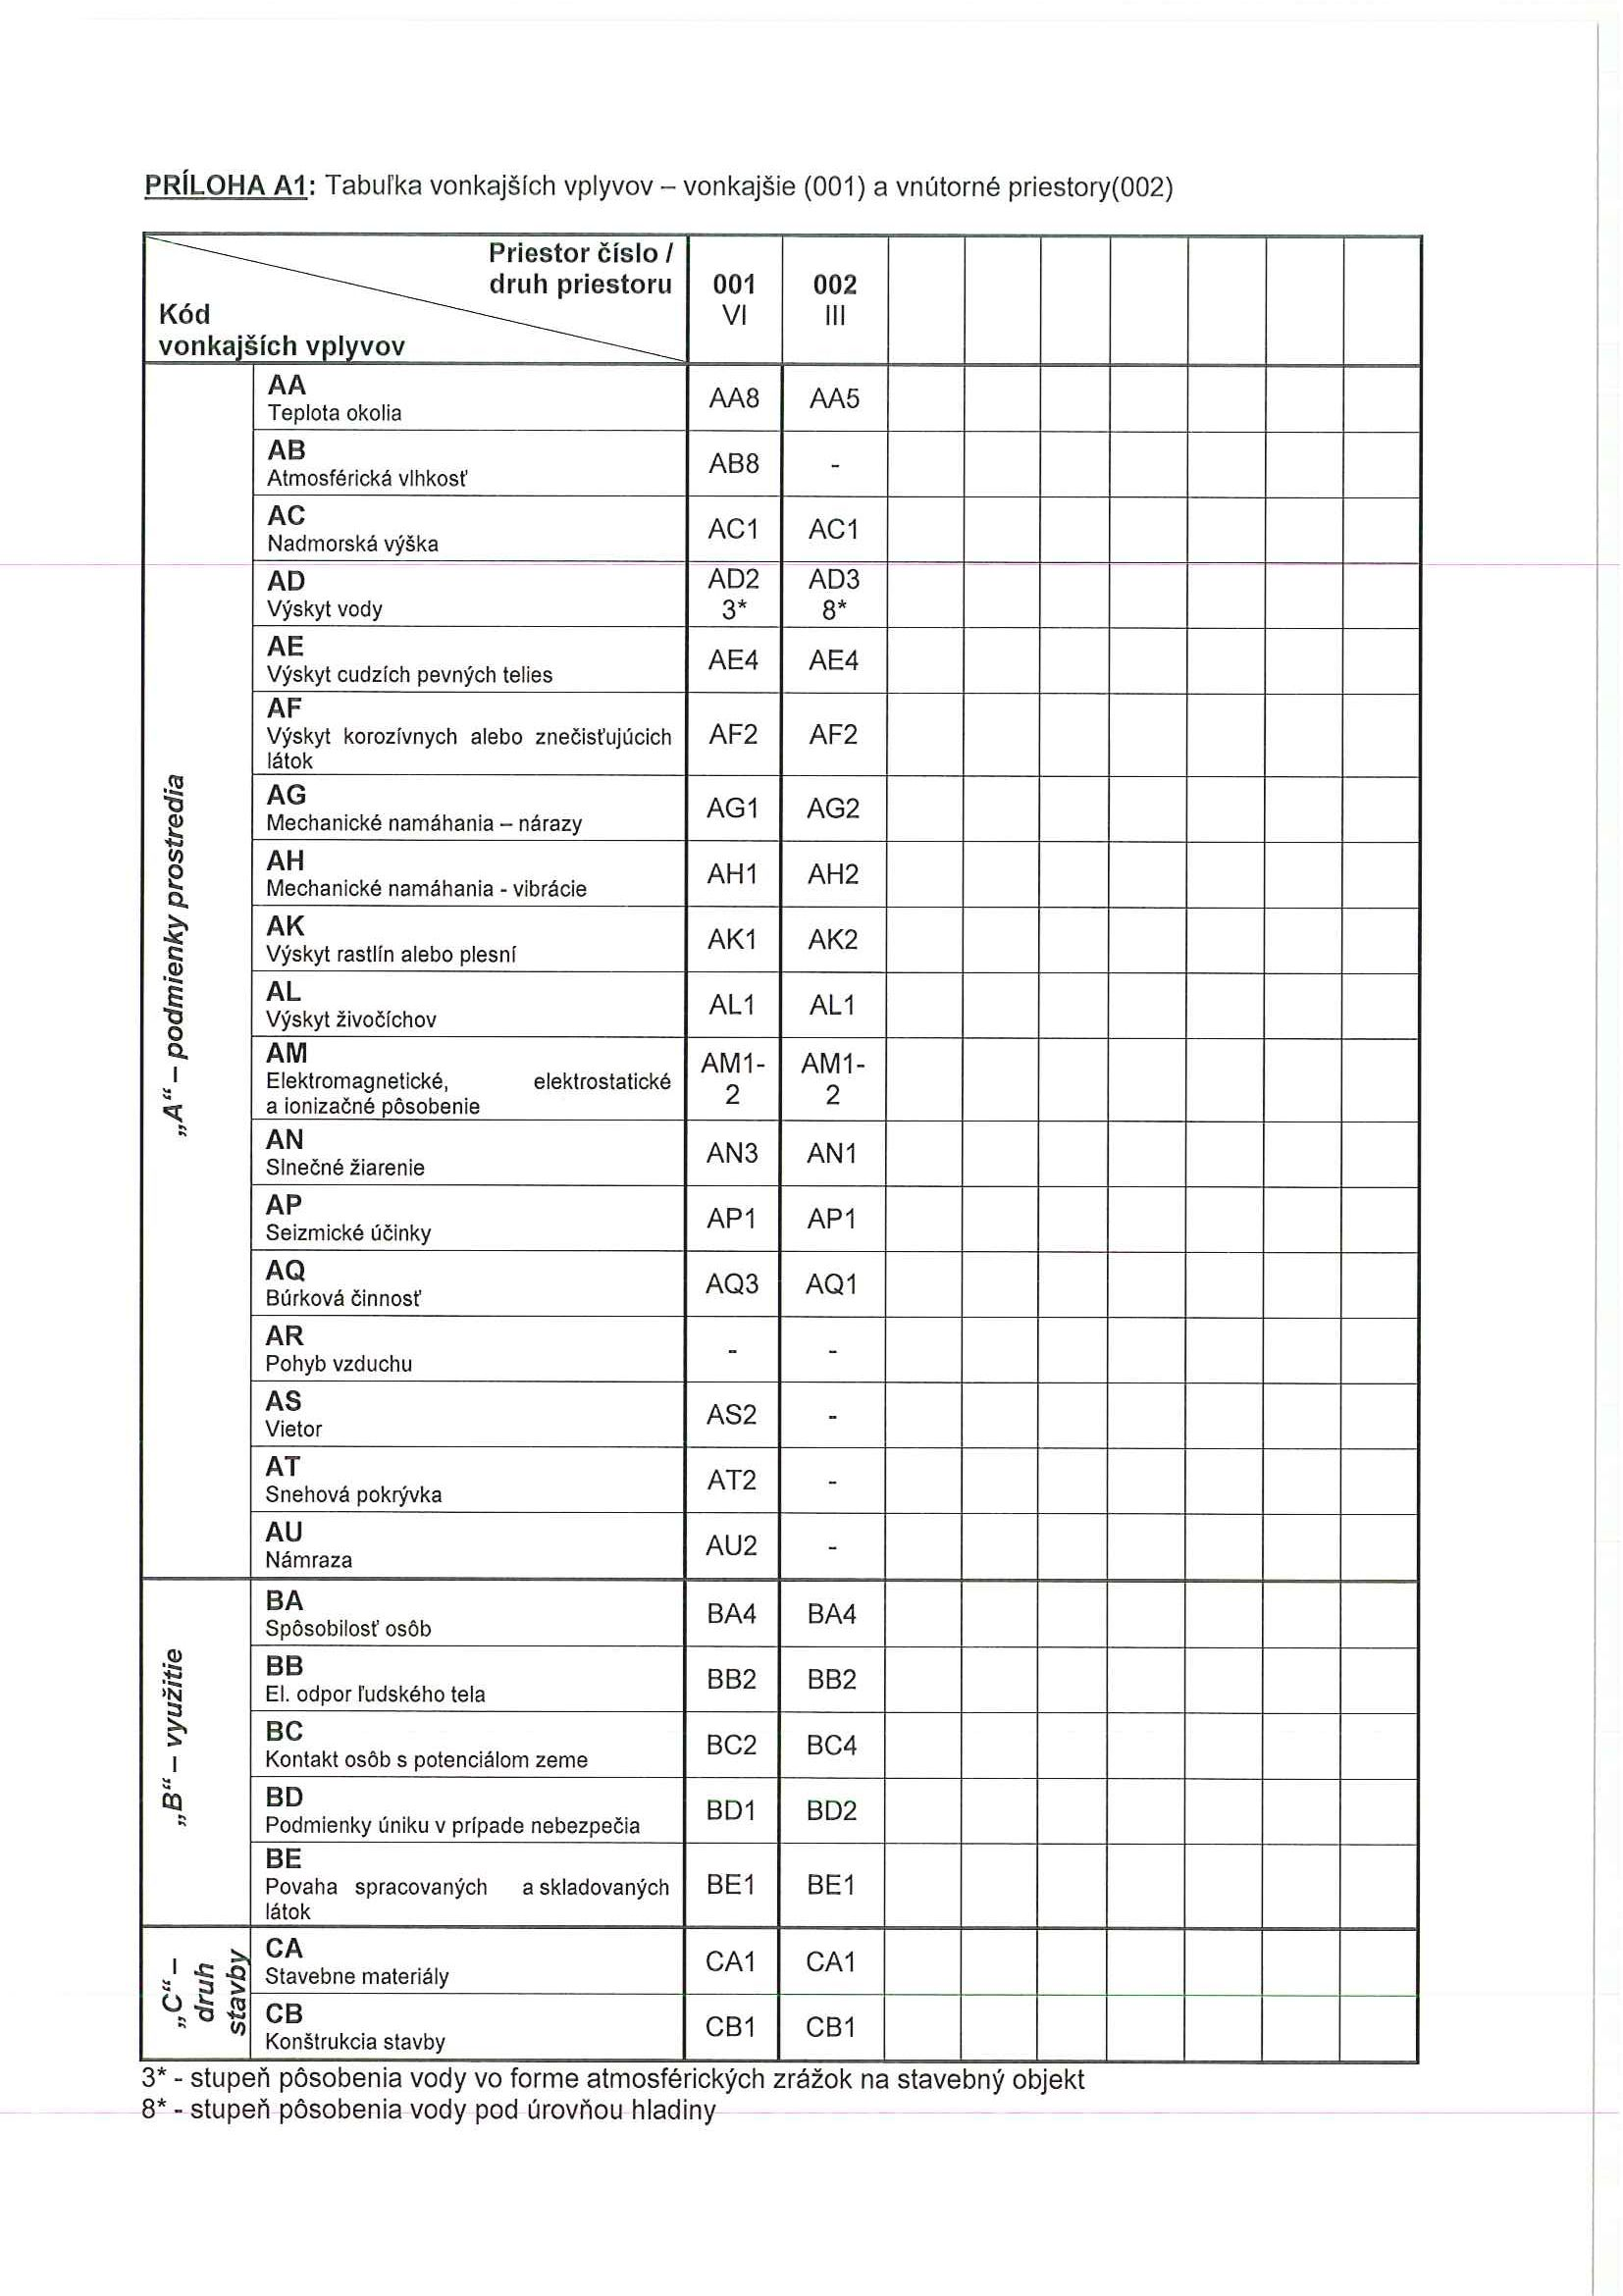 PRÍLOHA A1: Tabuľka vonkajších vplyvov – vonkajšie (001) a vnútorné priestory(002)
Priestor číslo /
druh priestoru
Kód
vonkajších vplyvov
001
VI
002
III
„A“ – podmienky prostredia
AA
Teplota okolia
AA8 AA5
AB
Atmosférická vlhkosť
AB8 -
AC
Nadmorská výška
AC1 AC1
AD
Výskyt vody
AD2 AD3
3* 8*
AE
Výskyt cudzích pevných telies
AE4 AE4
AF
Výskyt korozívnych alebo znečisťujúcich
látok
AF2 AF2
AG
Mechanické namáhania – nárazy
AG1 AG2
AH
Mechanické namáhania - vibrácie
AH1 AH2
AK
Výskyt rastlín alebo plesní
AK1 AK2
AL
Výskyt živočíchov
AL1 AL1
AM
Elektromagnetické, elektrostatické
a ionizačné pôsobenie
AM1- AM1-
2 2
AN
Slnečné žiarenie
AN3 AN1
AP
Seizmické účinky
AP1 AP1
AQ
Búrková činnosť
AQ3 AQ1
AR
Pohyb vzduchu
- -
AS
Vietor
AS2 -
AT
Snehová pokrývka
AT2 -
AU
Námraza
AU2 -
„B“ – využitie
BA
Spôsobilosť osôb
BA4 BA4
BB
El. odpor ľudského tela
BB2 BB2
BC
Kontakt osôb s potenciálom zeme
BC2 BC4
BD
Podmienky úniku v prípade nebezpečia
BD1 BD2
BE
Povaha spracovaných a skladovaných
látok
BE1 BE1
„C“ –
druh
stavby
CA
Stavebne materiály
CA1 CA1
CB
Konštrukcia stavby
CB1 CB1
3* - stupeň pôsobenia vody vo forme atmosférických zrážok na stavebný objekt
8* - stupeň pôsobenia vody pod úrovňou hladiny